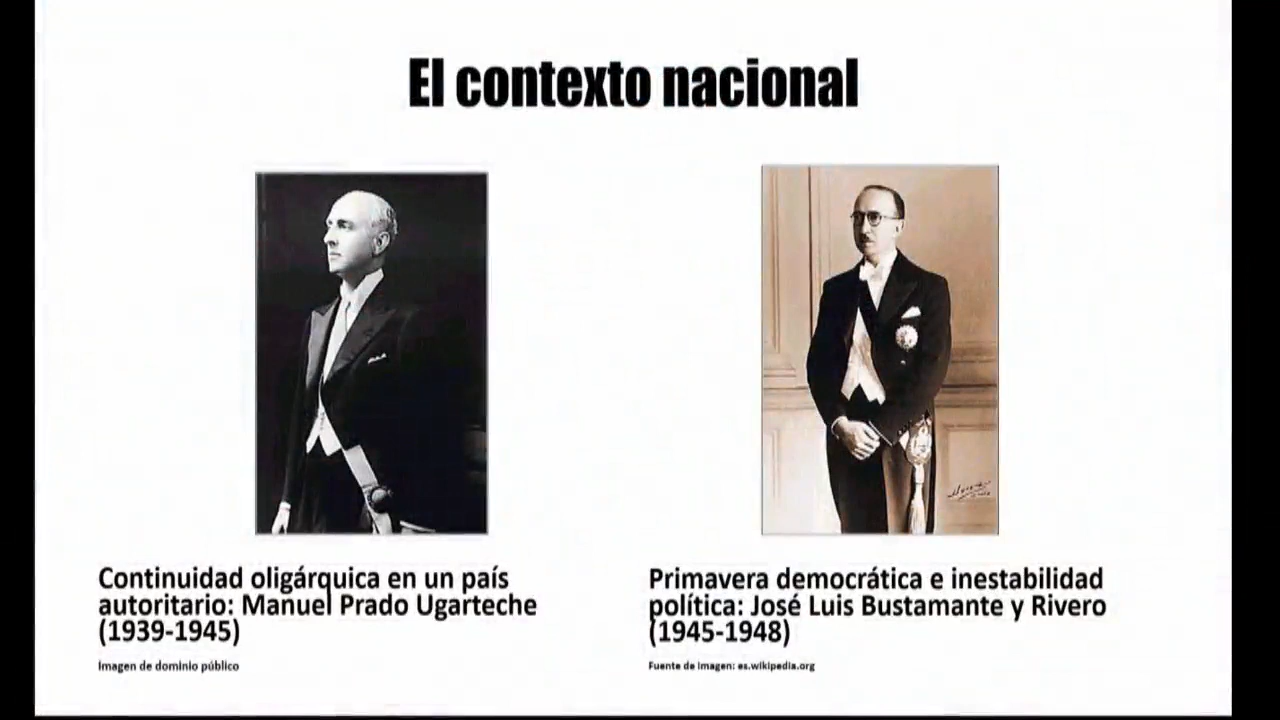 El contexto nacional
Continuidad oligárquica en un país
autoritario: Manuel Prado Ugarteche
(1939-1945)
Imagen de dominio público
Primavera democrática e inestabilidad
política: José Luis Bustamante y Rivero
(1945-1948)
Fuente de imagen: es.wikipedia.org